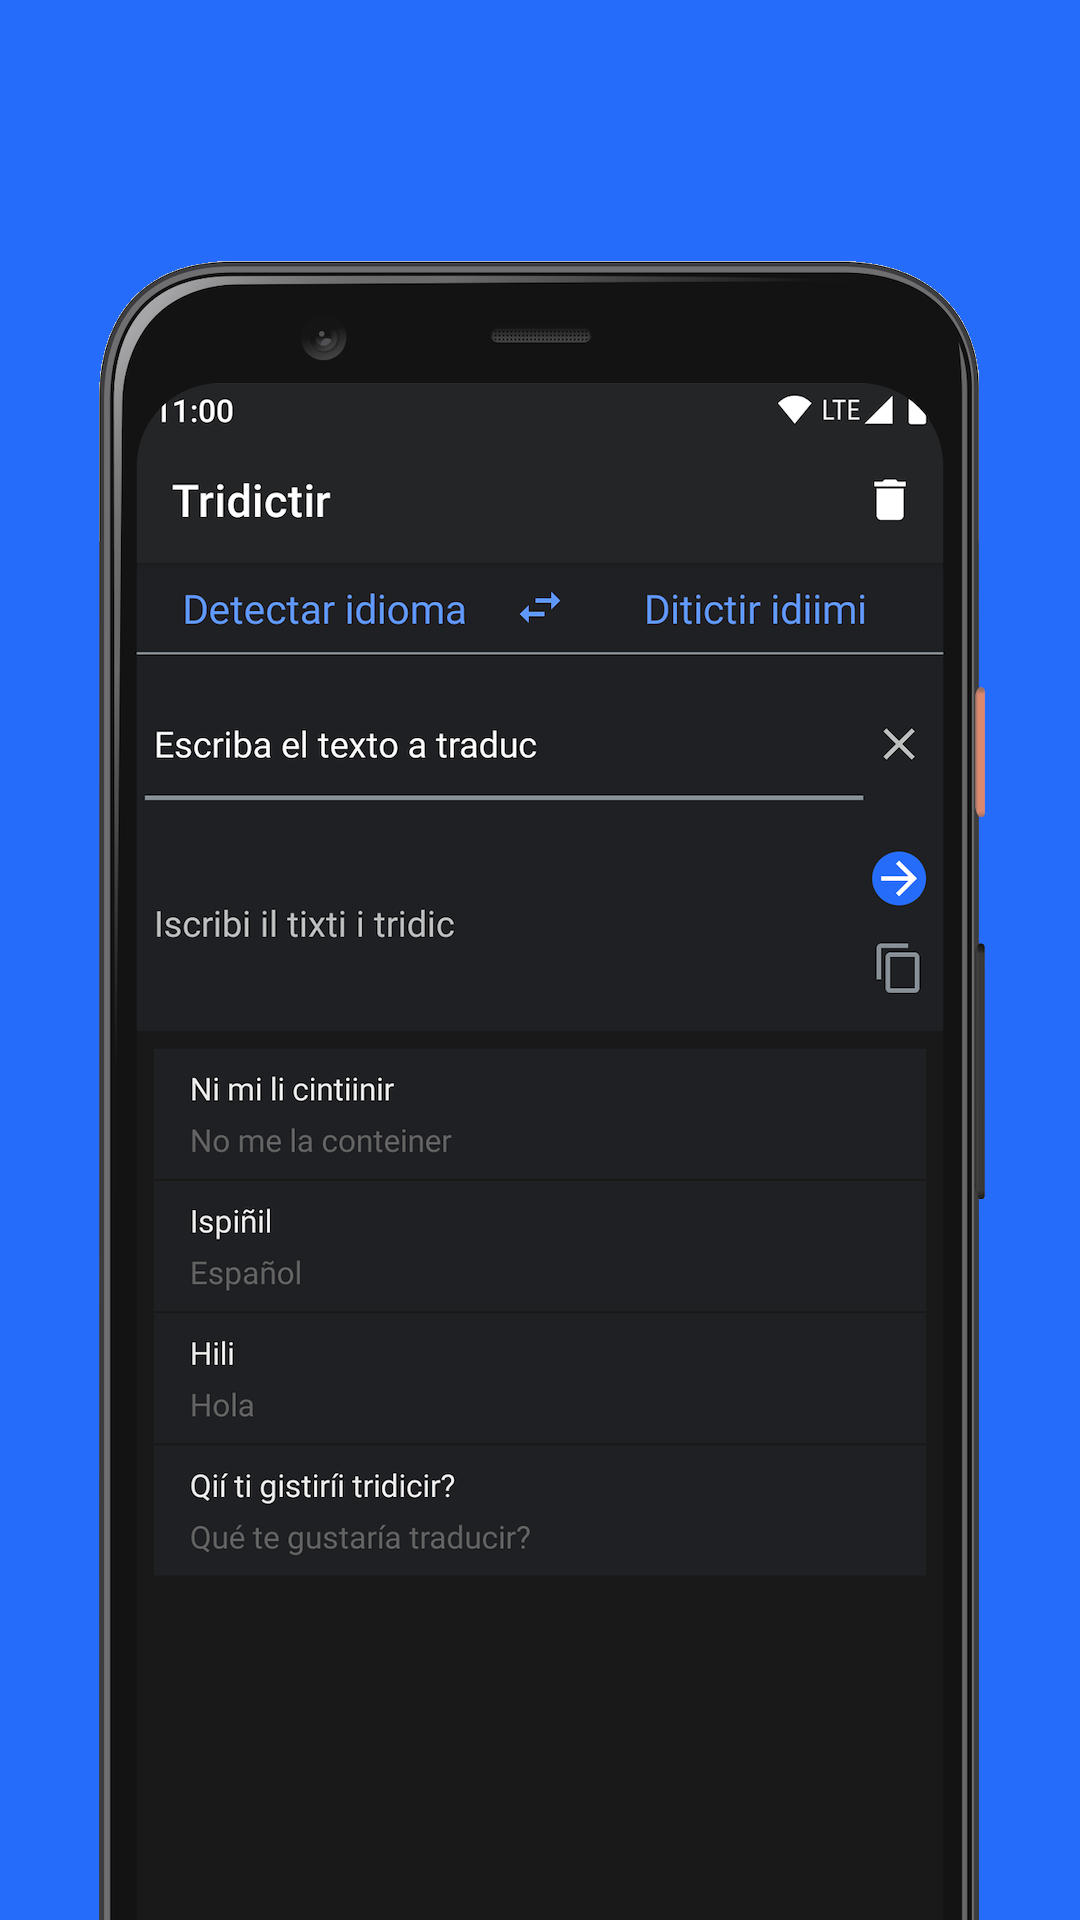 11:00 LTE
Tridictir
Detectar idioma Ditictir idiimi
Escriba el texto a traduc
Iscribi il tixti i tridic
Ni mi li cintiinir
No me la conteiner
Ispiñil
Español
Hili
Hola
Qií ti gistiríi tridicir?
Qué te gustaría traducir?